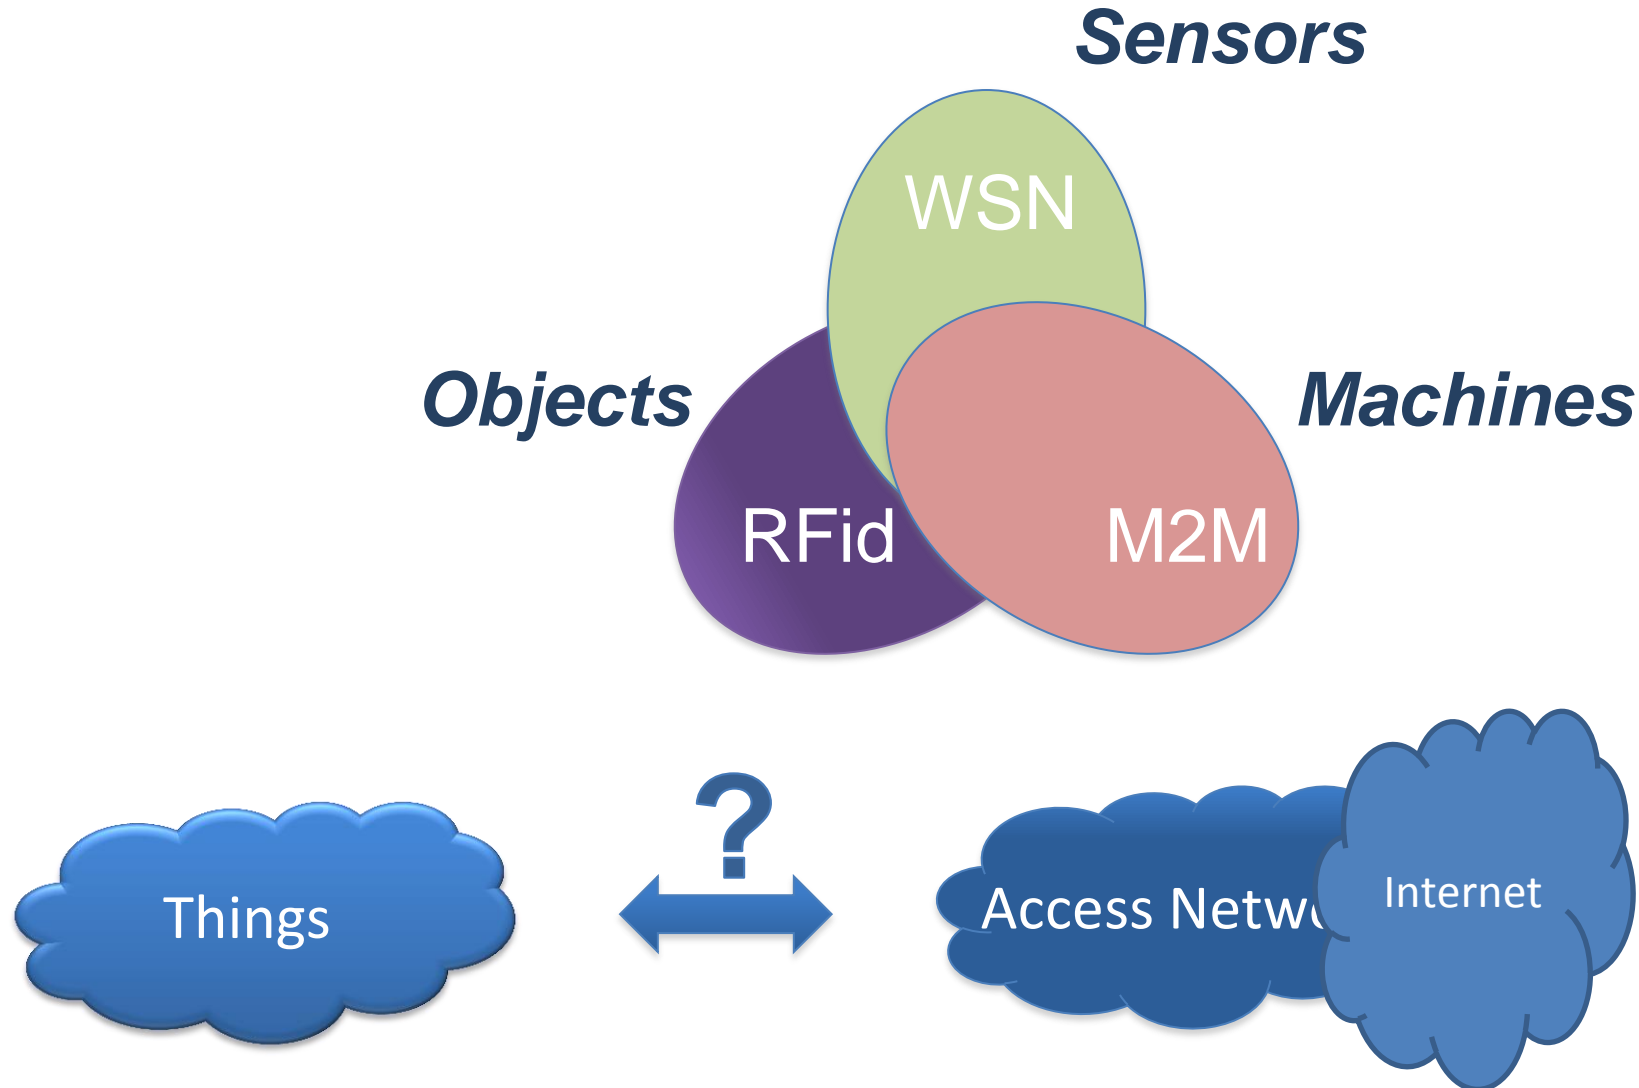 Sensors
WSN
Objects
Machines
RFid
M2M
?
Things
Access Netw
Internet